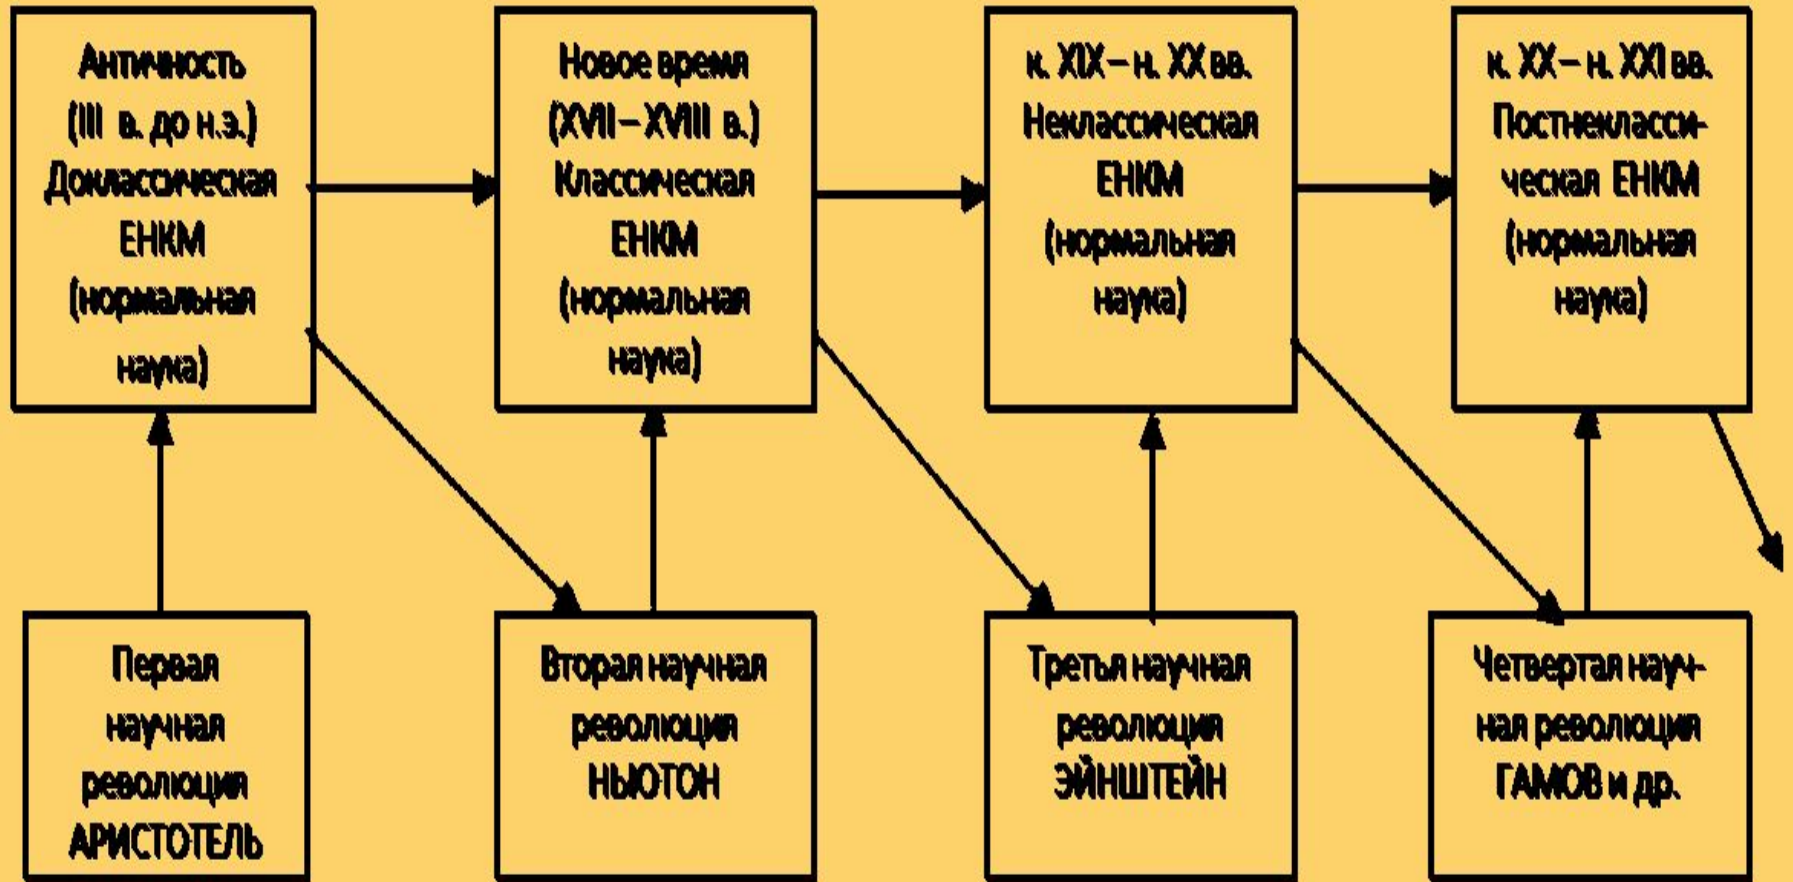 Античность
(III в. до н.э.)
Доклассическая
ЕНКМ
(нормальная
наука)
Новое время
(XVII – XVIII в.)
Классическая
ЕНКМ
(нормальная
наука)
к. XIX – н. XX вв.
Неклассическая
ЕНКМ
(нормальная
наука)
к. XX – н. XXI вв.
Постнекласси-
ческая ЕНКМ
(нормальная
наука)
Первая
научная
революция
АРИСТОТЕЛЬ
Вторая научная
революция
НЬЮТОН
Третья научная
революция
ЭЙНШТЕЙН
Четвертая науч-
ная революция
ГАМОВ и др.